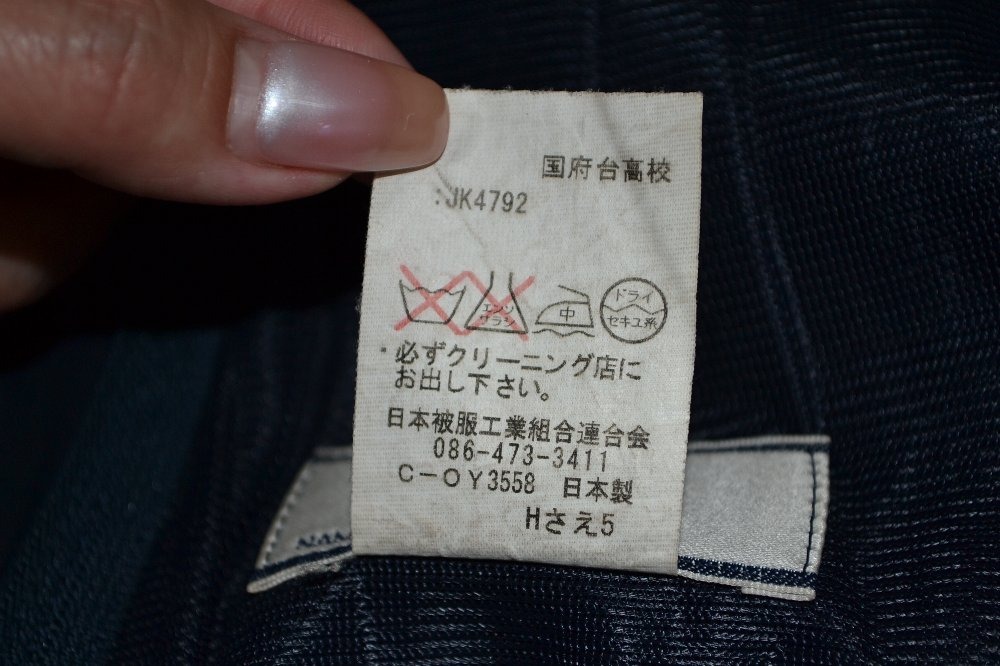 国府台高校
:JK4792
エンソ
サラシ
中
ドライ
セキユ系
・必ずクリーニング店に
お出し下さい。
日本被服工業組合連合会
086-473-3411
C-OY3558 日本製
Hさえ5
NAM